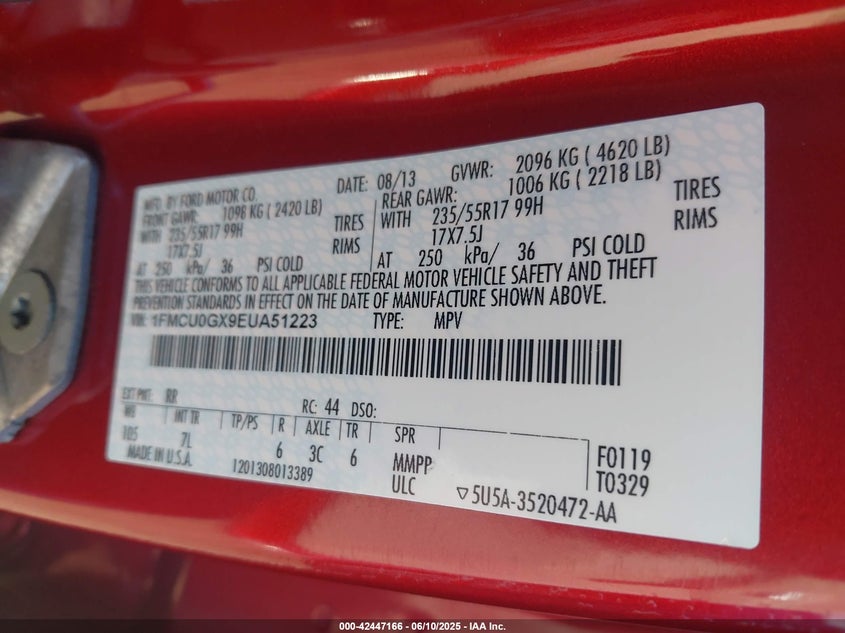 MFD. BY FORD MOTOR CO.
DATE: 08/13 GVWR: 2096 KG ( 4620 LB)
FRONT GAWR: 1098 KG ( 2420 LB) REAR GAWR: 1006 KG ( 2218 LB)
WITH 235/55R17 99H TIRES WITH 235/55R17 99H TIRES
17X7.5J RIMS 17X7.5J RIMS
AT 250 kPa/ 36 PSI COLD AT 250 kPa/ 36 PSI COLD
THIS VEHICLE CONFORMS TO ALL APPLICABLE FEDERAL MOTOR VEHICLE SAFETY AND THEFT
PREVENTION STANDARDS IN EFFECT ON THE DATE OF MANUFACTURE SHOWN ABOVE.
VIN: 1FMCU0GX9EUA51223 TYPE: MPV
EXT PNT: RR RC: 44 DSO:
WB INT TR TP/PS R AXLE TR SPR
105 7L 6 3C 6 MMPP F0119
MADE IN U.S.A. 1201308013389 ULC T0329
▽5U5A-3520472-AA
000-42447166 - 06/10/2025 - IAA Inc.